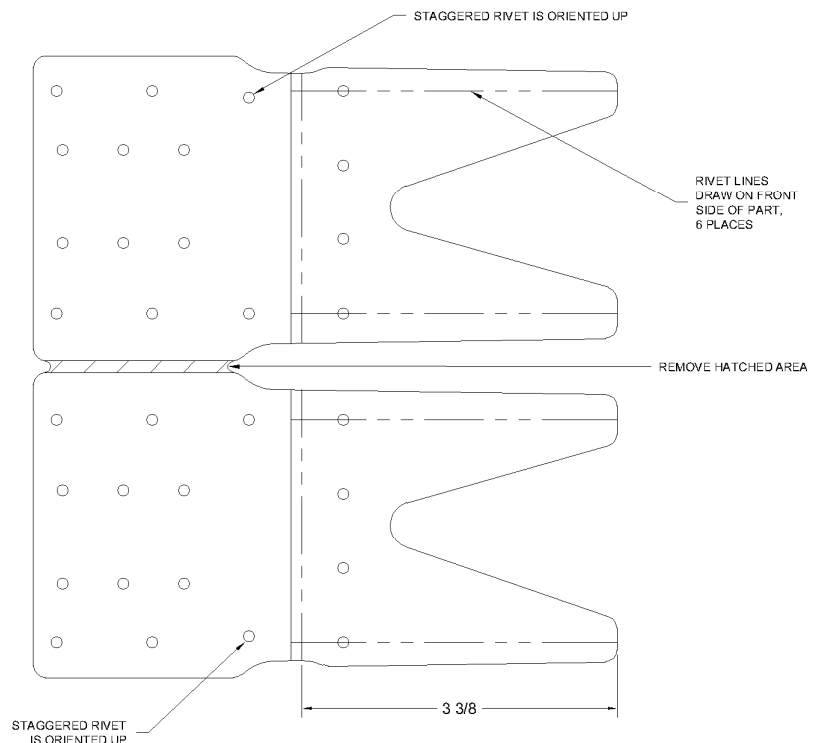 STAGGERED RIVET IS ORIENTED UP
RIVET LINES
DRAW ON FRONT
SIDE OF PART,
6 PLACES
REMOVE HATCHED AREA
3 3/8
STAGGERED RIVET
IS ORIENTED UP